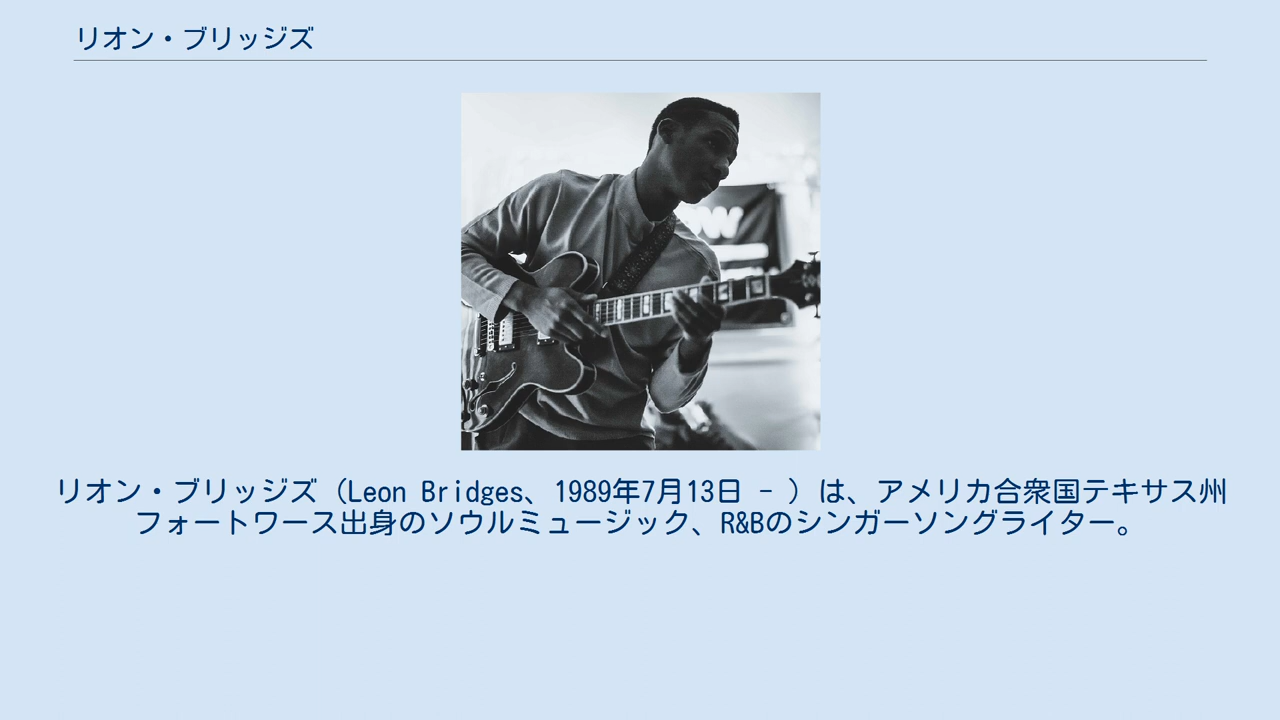 リオン・ブリッジズ
リオン・ブリッジズ（Leon Bridges、1989年7月13日 - ）は、アメリカ合衆国テキサス州
フォートワース出身のソウルミュージック、R&Bのシンガーソングライター。